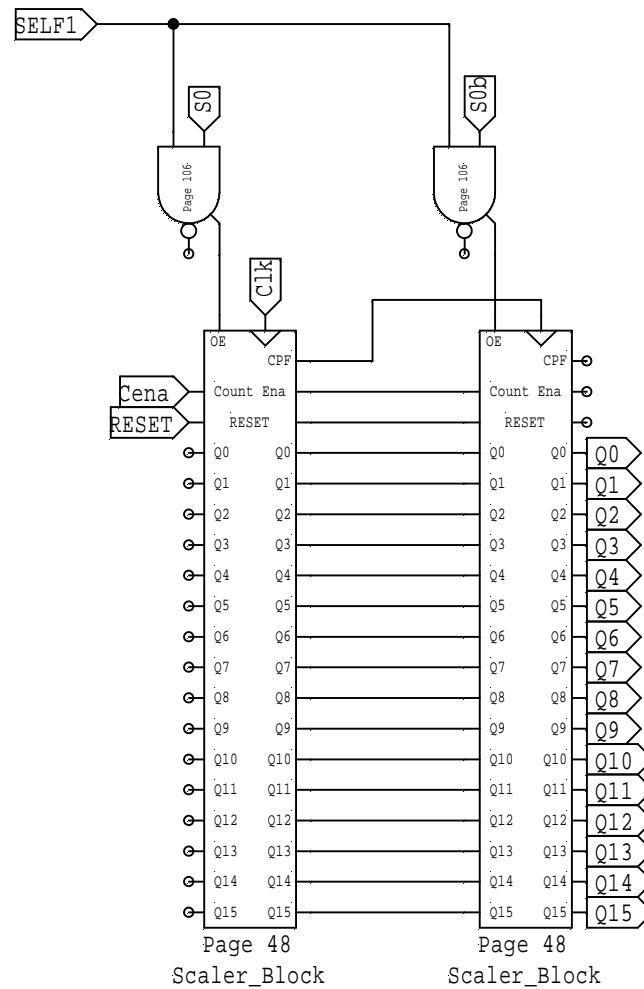 SELF1
S0
S0b
Page 106
Page 106
Clk
OE
OE
CPF
CPF
Cena
Count Ena
Count Ena
RESET
RESET
RESET
Q0 Q0 Q0 Q0 Q0
Q1 Q1 Q1 Q1 Q1
Q2 Q2 Q2 Q2 Q2
Q3 Q3 Q3 Q3 Q3
Q4 Q4 Q4 Q4 Q4
Q5 Q5 Q5 Q5 Q5
Q6 Q6 Q6 Q6 Q6
Q7 Q7 Q7 Q7 Q7
Q8 Q8 Q8 Q8 Q8
Q9 Q9 Q9 Q9 Q9
Q10 Q10 Q10 Q10 Q10
Q11 Q11 Q11 Q11 Q11
Q12 Q12 Q12 Q12 Q12
Q13 Q13 Q13 Q13 Q13
Q14 Q14 Q14 Q14 Q14
Q15 Q15 Q15 Q15 Q15
Page 48
Page 48
Scaler_Block
Scaler_Block